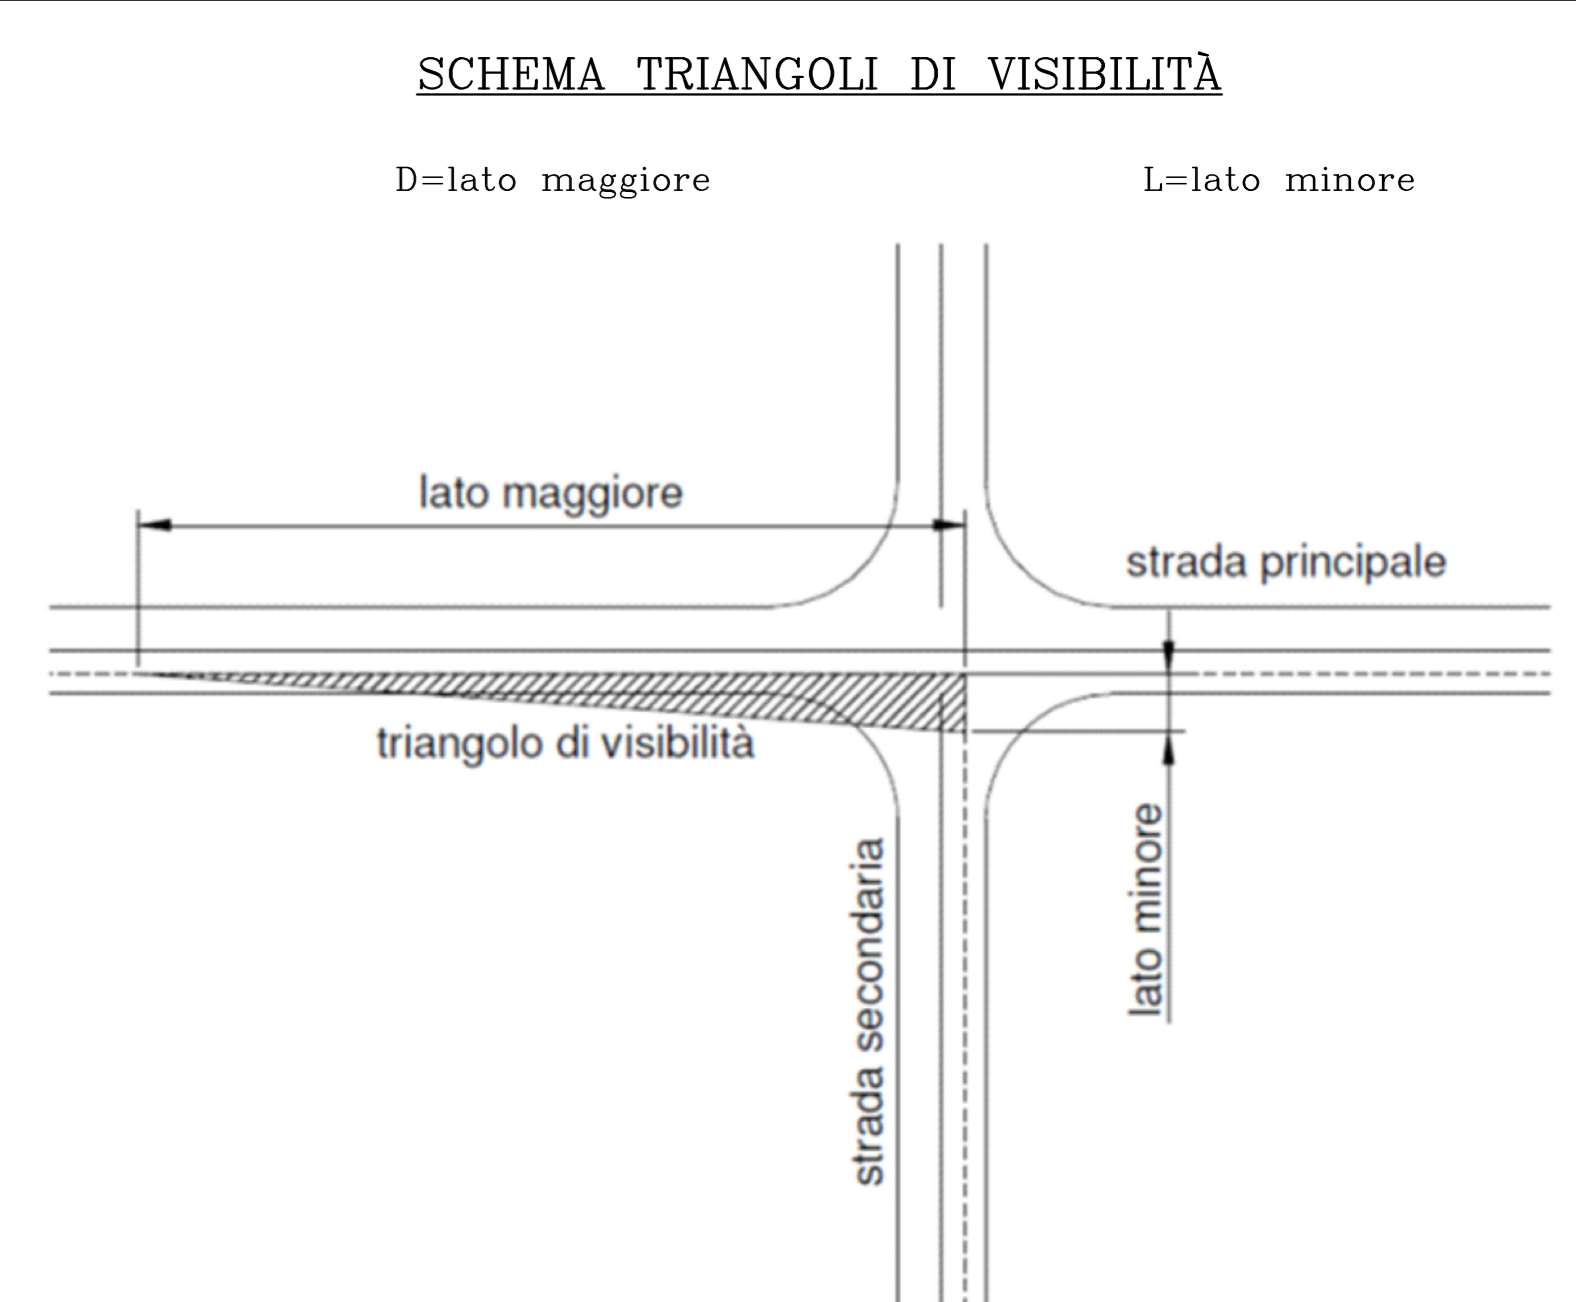 SCHEMA TRIANGOLI DI VISIBILITÀ
D=lato maggiore
L=lato minore
lato maggiore
strada principale
triangolo di visibilità
strada secondaria
lato minore